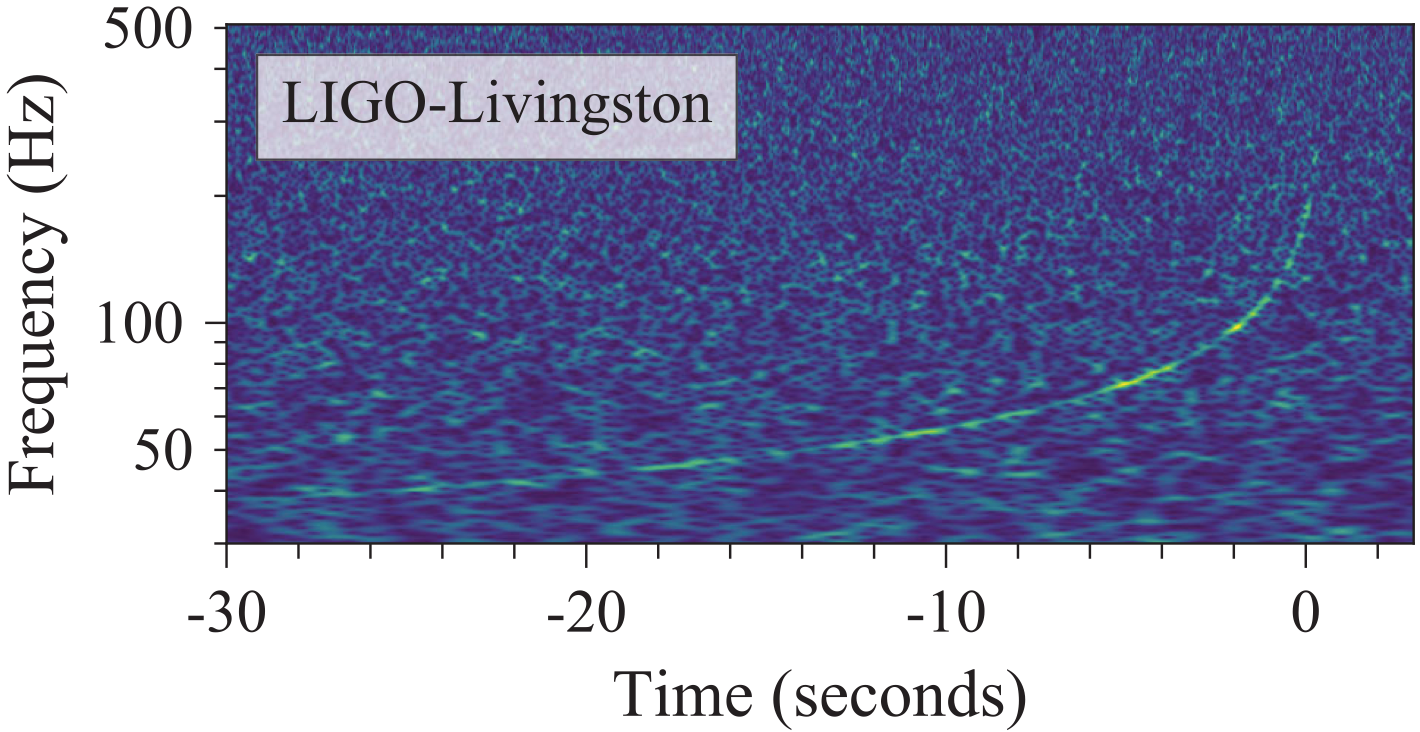 500
LIGO-Livingston
Frequency (Hz)
100
50
-30 -20 -10 0
Time (seconds)